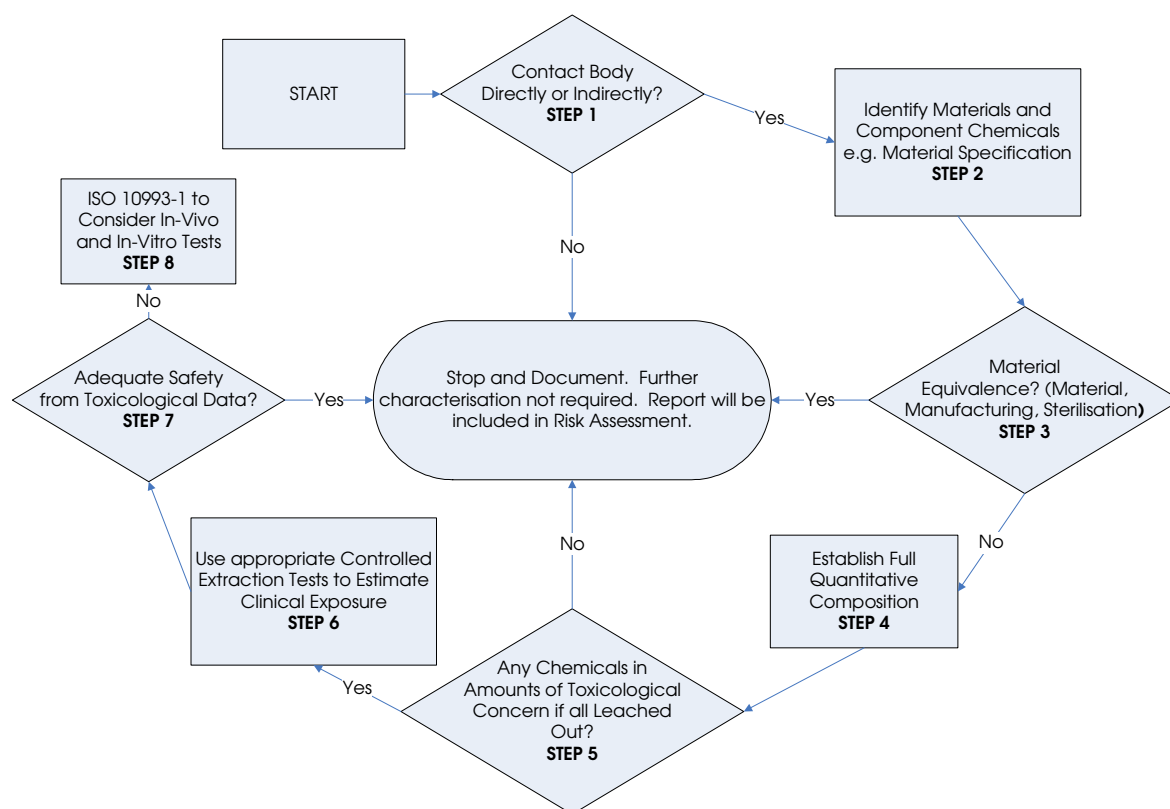 START
Contact Body
Directly or Indirectly?
STEP 1
Yes
Identify Materials and
Component Chemicals
e.g. Material Specification
STEP 2
No
Material
Equivalence? (Material,
Manufacturing, Sterilisation)
STEP 3
Yes
Stop and Document.  Further
characterisation not required.  Report will be
included in Risk Assessment.
No
Establish Full
Quantitative
Composition
STEP 4
Any Chemicals in
Amounts of Toxicological
Concern if all Leached
Out?
STEP 5
No
Yes
Use appropriate Controlled
Extraction Tests to Estimate
Clinical Exposure
STEP 6
Adequate Safety
from Toxicological Data?
STEP 7
Yes
No
ISO 10993-1 to
Consider In-Vivo
and In-Vitro Tests
STEP 8